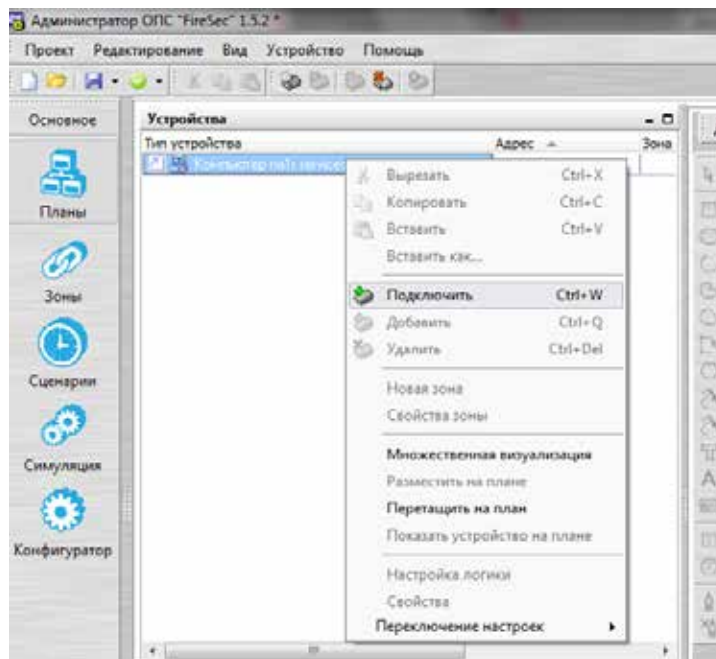 Администратор ОПС "FireSec" 1.5.2 *
Проект Редактирование Вид Устройство Помощь
Основное
Планы
Зоны
Сценарии
Симуляция
Конфигуратор
Устройства
Тип устройства Адрес Зона
Компьютер
Вырезать Ctrl+X
Копировать Ctrl+C
Вставить Ctrl+V
Вставить как...
Подключить Ctrl+W
Добавить Ctrl+Q
Удалить Ctrl+Del
Новая зона
Свойства зоны
Множественная визуализация
Разместить на плане
Перетащить на план
Показать устройство на плане
Настройка логики
Свойства
Переключение настроек